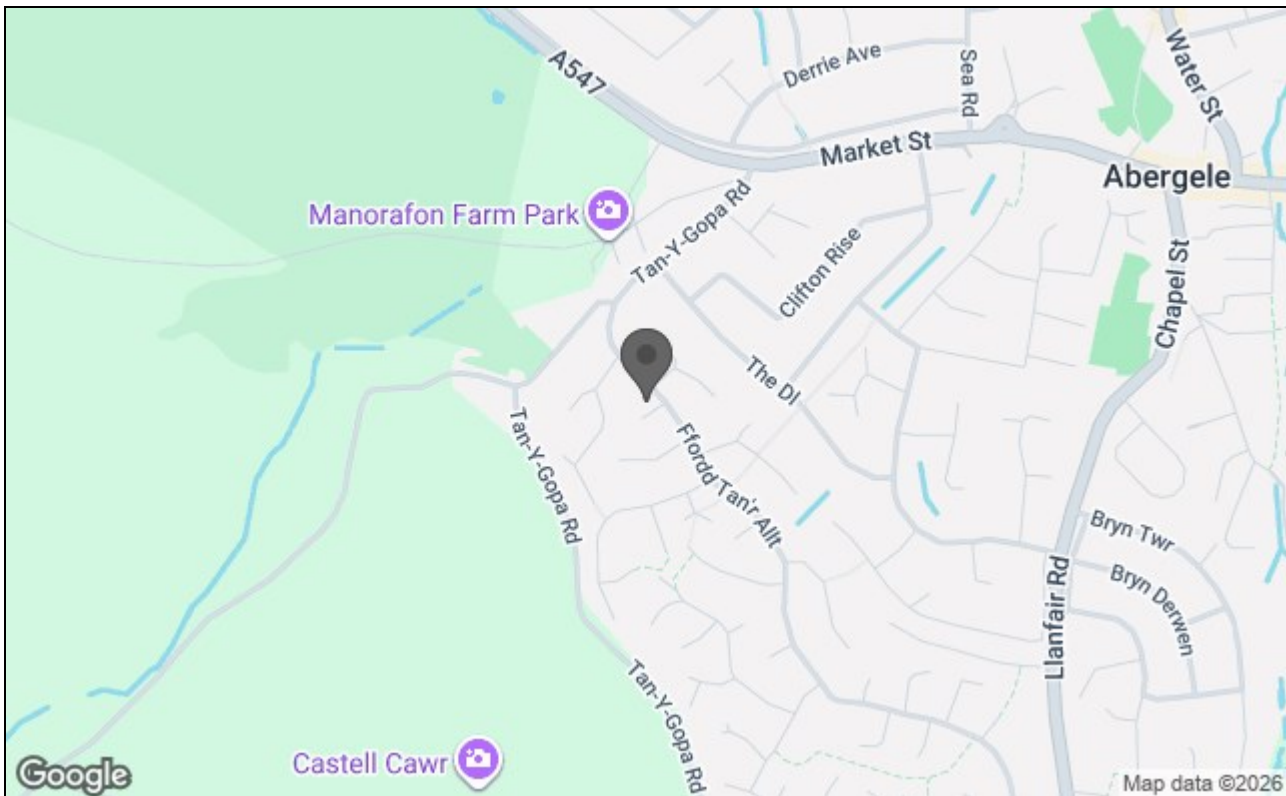 A547
Derrie Ave
Sea Rd
Water St
Market St
Abergele
Manorafon Farm Park
Tan-Y-Gopa Rd
Clifton Rise
Chapel St
The Dl
Tan-Y-Gopa Rd
Ffordd Tan'r Allt
Bryn Twr
Bryn Derwen
Llanfair Rd
Tan-Y-Gopa Rd
Castell Cawr
Google
Map data ©2026